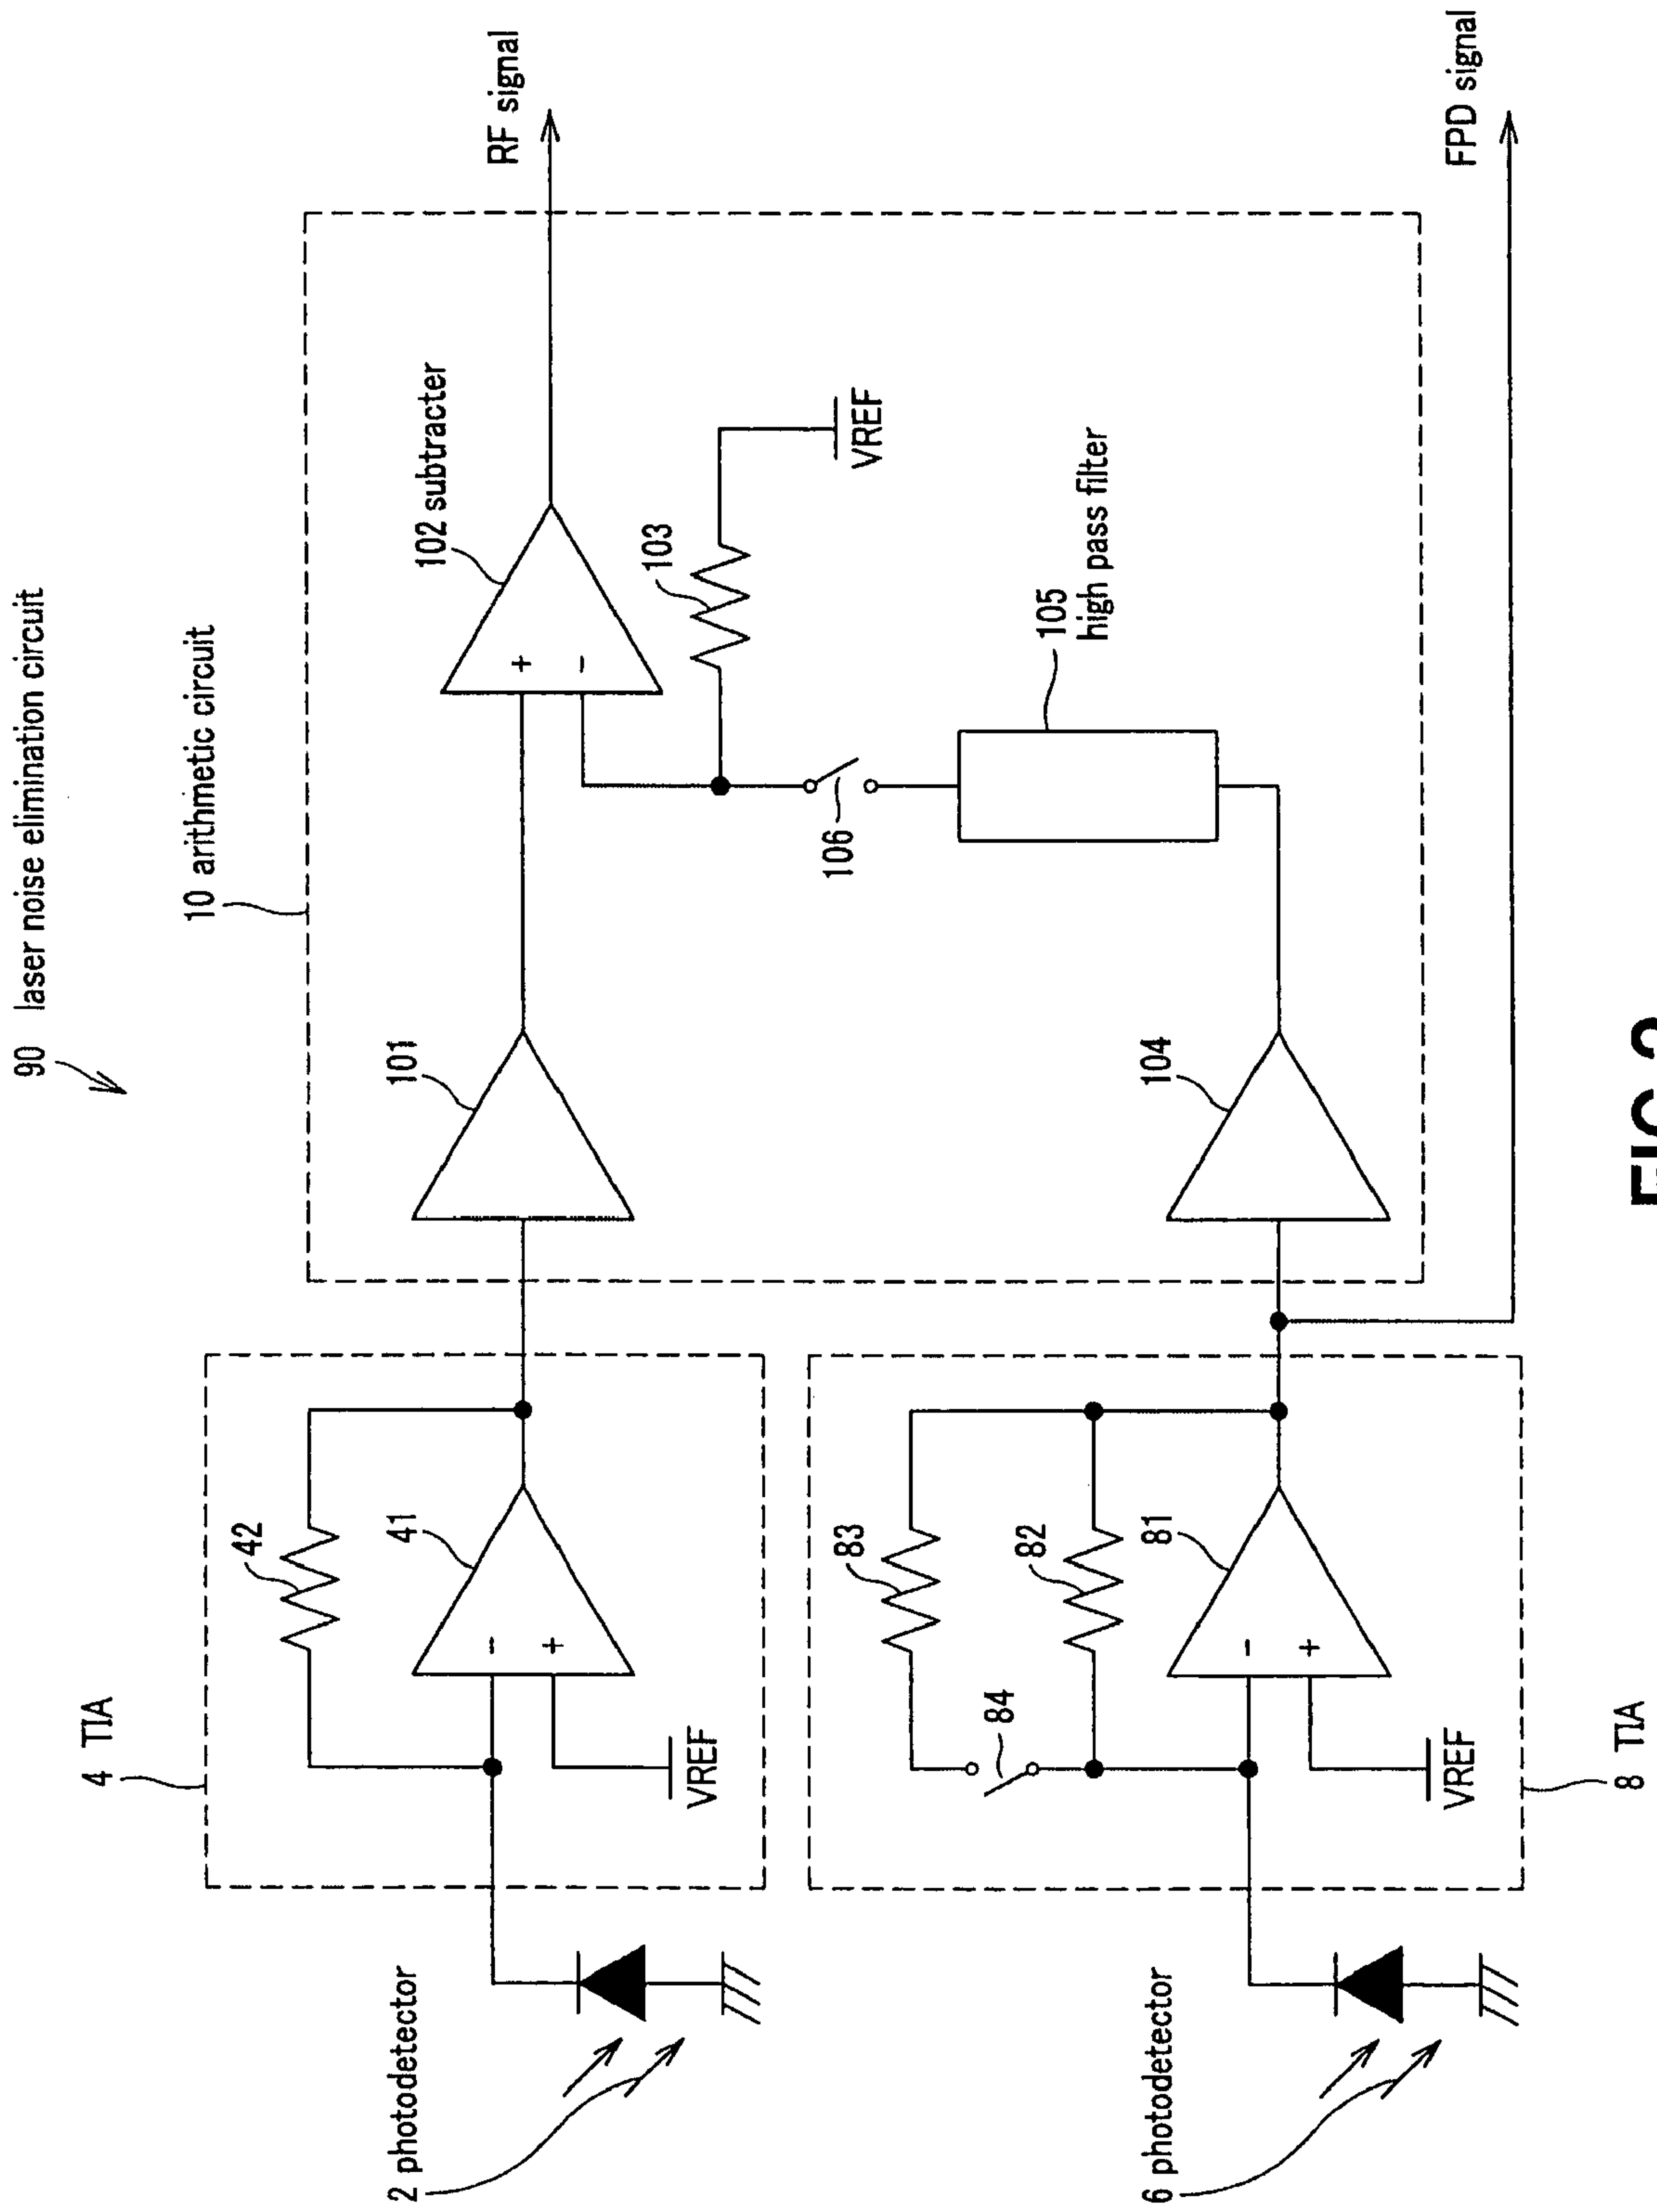 90 laser noise elimination circuit
10 arithmetic circuit
4 TIA
42
41
-
+
VREF
2 photodetector
101
102 subtracter
+
-
RF signal
103
VREF
106
105
high pass filter
83
84
82
81
-
+
VREF
8 TIA
6 photodetector
104
FPD signal